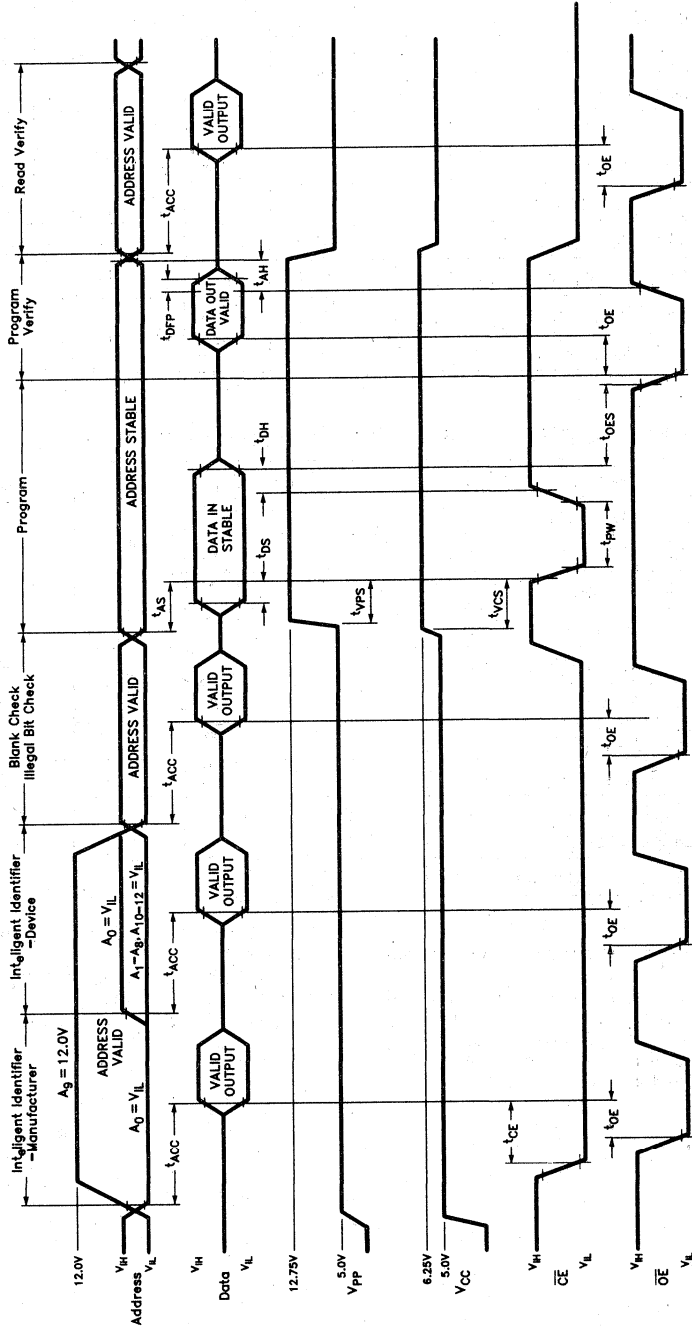 Intelligent Identifier
-Manufacturer
Intelligent Identifier
-Device
Blank Check
Illegal Bit Check
Program
Program
Verify
Read Verify
12.0V
A9 = 12.0V
VIH
Address
VIL
ADDRESS
VALID
A0 = VIL
A0 = VIL
A1-A8, A10-12 = VIL
ADDRESS VALID
ADDRESS STABLE
ADDRESS VALID
tACC
tACC
tACC
tAS
tDFP
tACC
VIH
Data
VIL
VALID
OUTPUT
VALID
OUTPUT
VALID
OUTPUT
DATA IN
STABLE
DATA OUT
VALID
VALID
OUTPUT
tDS
tDH
tAH
12.75V
5.0V
VPP
tVPS
6.25V
5.0V
VCC
tVCS
VIH
CE
VIL
tCE
tPW
tOES
tOE
tOE
tOE
tOE
tOE
VIH
OE
VIL